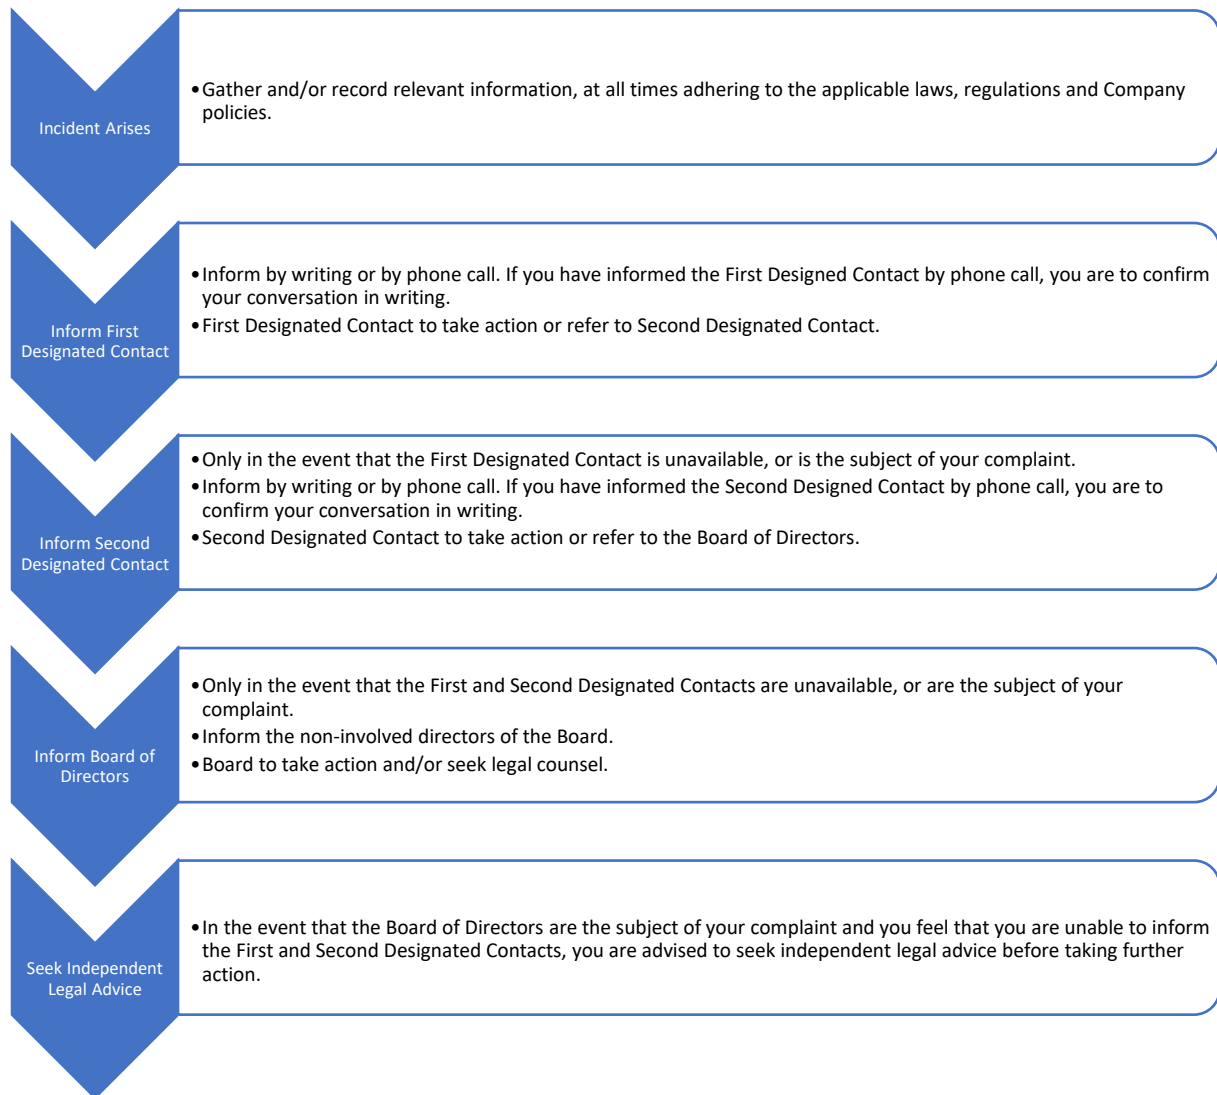 Incident Arises
•Gather and/or record relevant information, at all times adhering to the applicable laws, regulations and Company
policies.
Inform First
Designated Contact
•Inform by writing or by phone call. If you have informed the First Designed Contact by phone call, you are to confirm
your conversation in writing.
•First Designated Contact to take action or refer to Second Designated Contact.
Inform Second
Designated Contact
•Only in the event that the First Designated Contact is unavailable, or is the subject of your complaint.
•Inform by writing or by phone call. If you have informed the Second Designed Contact by phone call, you are to
confirm your conversation in writing.
•Second Designated Contact to take action or refer to the Board of Directors.
Inform Board of
Directors
•Only in the event that the First and Second Designated Contacts are unavailable, or are the subject of your
complaint.
•Inform the non-involved directors of the Board.
•Board to take action and/or seek legal counsel.
Seek Independent
Legal Advice
•In the event that the Board of Directors are the subject of your complaint and you feel that you are unable to inform
the First and Second Designated Contacts, you are advised to seek independent legal advice before taking further
action.